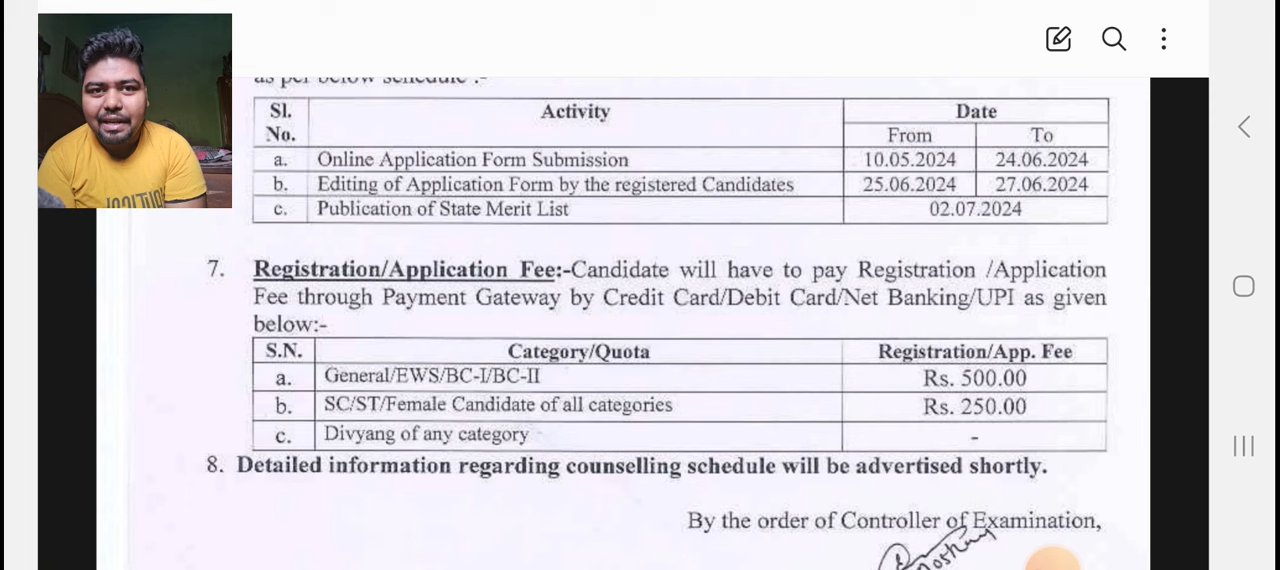 as per below schedule :-
Sl. No. Activity Date
From To
a. Online Application Form Submission 10.05.2024 24.06.2024
b. Editing of Application Form by the registered Candidates 25.06.2024 27.06.2024
c. Publication of State Merit List 02.07.2024
7. Registration/Application Fee:-Candidate will have to pay Registration /Application
Fee through Payment Gateway by Credit Card/Debit Card/Net Banking/UPI as given
below:-
S.N. Category/Quota Registration/App. Fee
a. General/EWS/BC-I/BC-II Rs. 500.00
b. SC/ST/Female Candidate of all categories Rs. 250.00
c. Divyang of any category -
8. Detailed information regarding counselling schedule will be advertised shortly.
By the order of Controller of Examination,